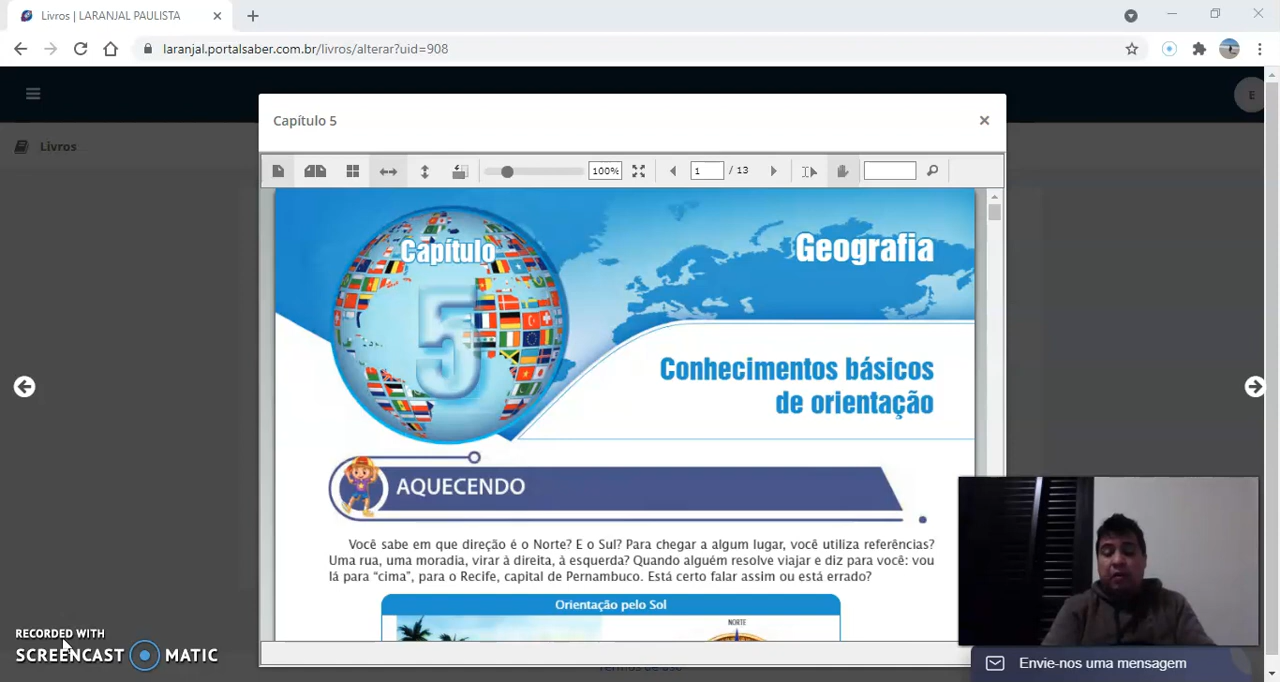 Livros | LARANJAL PAULISTA
laranjal.portalsaber.com.br/livros/alterar?uid=908
E
Livros
Capítulo 5
100%
1 / 13
Capítulo
5
Geografia
Conhecimentos básicos
de orientação
AQUECENDO
Você sabe em que direção é o Norte? E o Sul? Para chegar a algum lugar, você utiliza referências?
Uma rua, uma moradia, virar à direita, à esquerda? Quando alguém resolve viajar e diz para você: vou
lá para “cima”, para o Recife, capital de Pernambuco. Está certo falar assim ou está errado?
Orientação pelo Sol
NORTE
RECORDED WITH
SCREENCAST MATIC
Termos de uso
Envie-nos uma mensagem